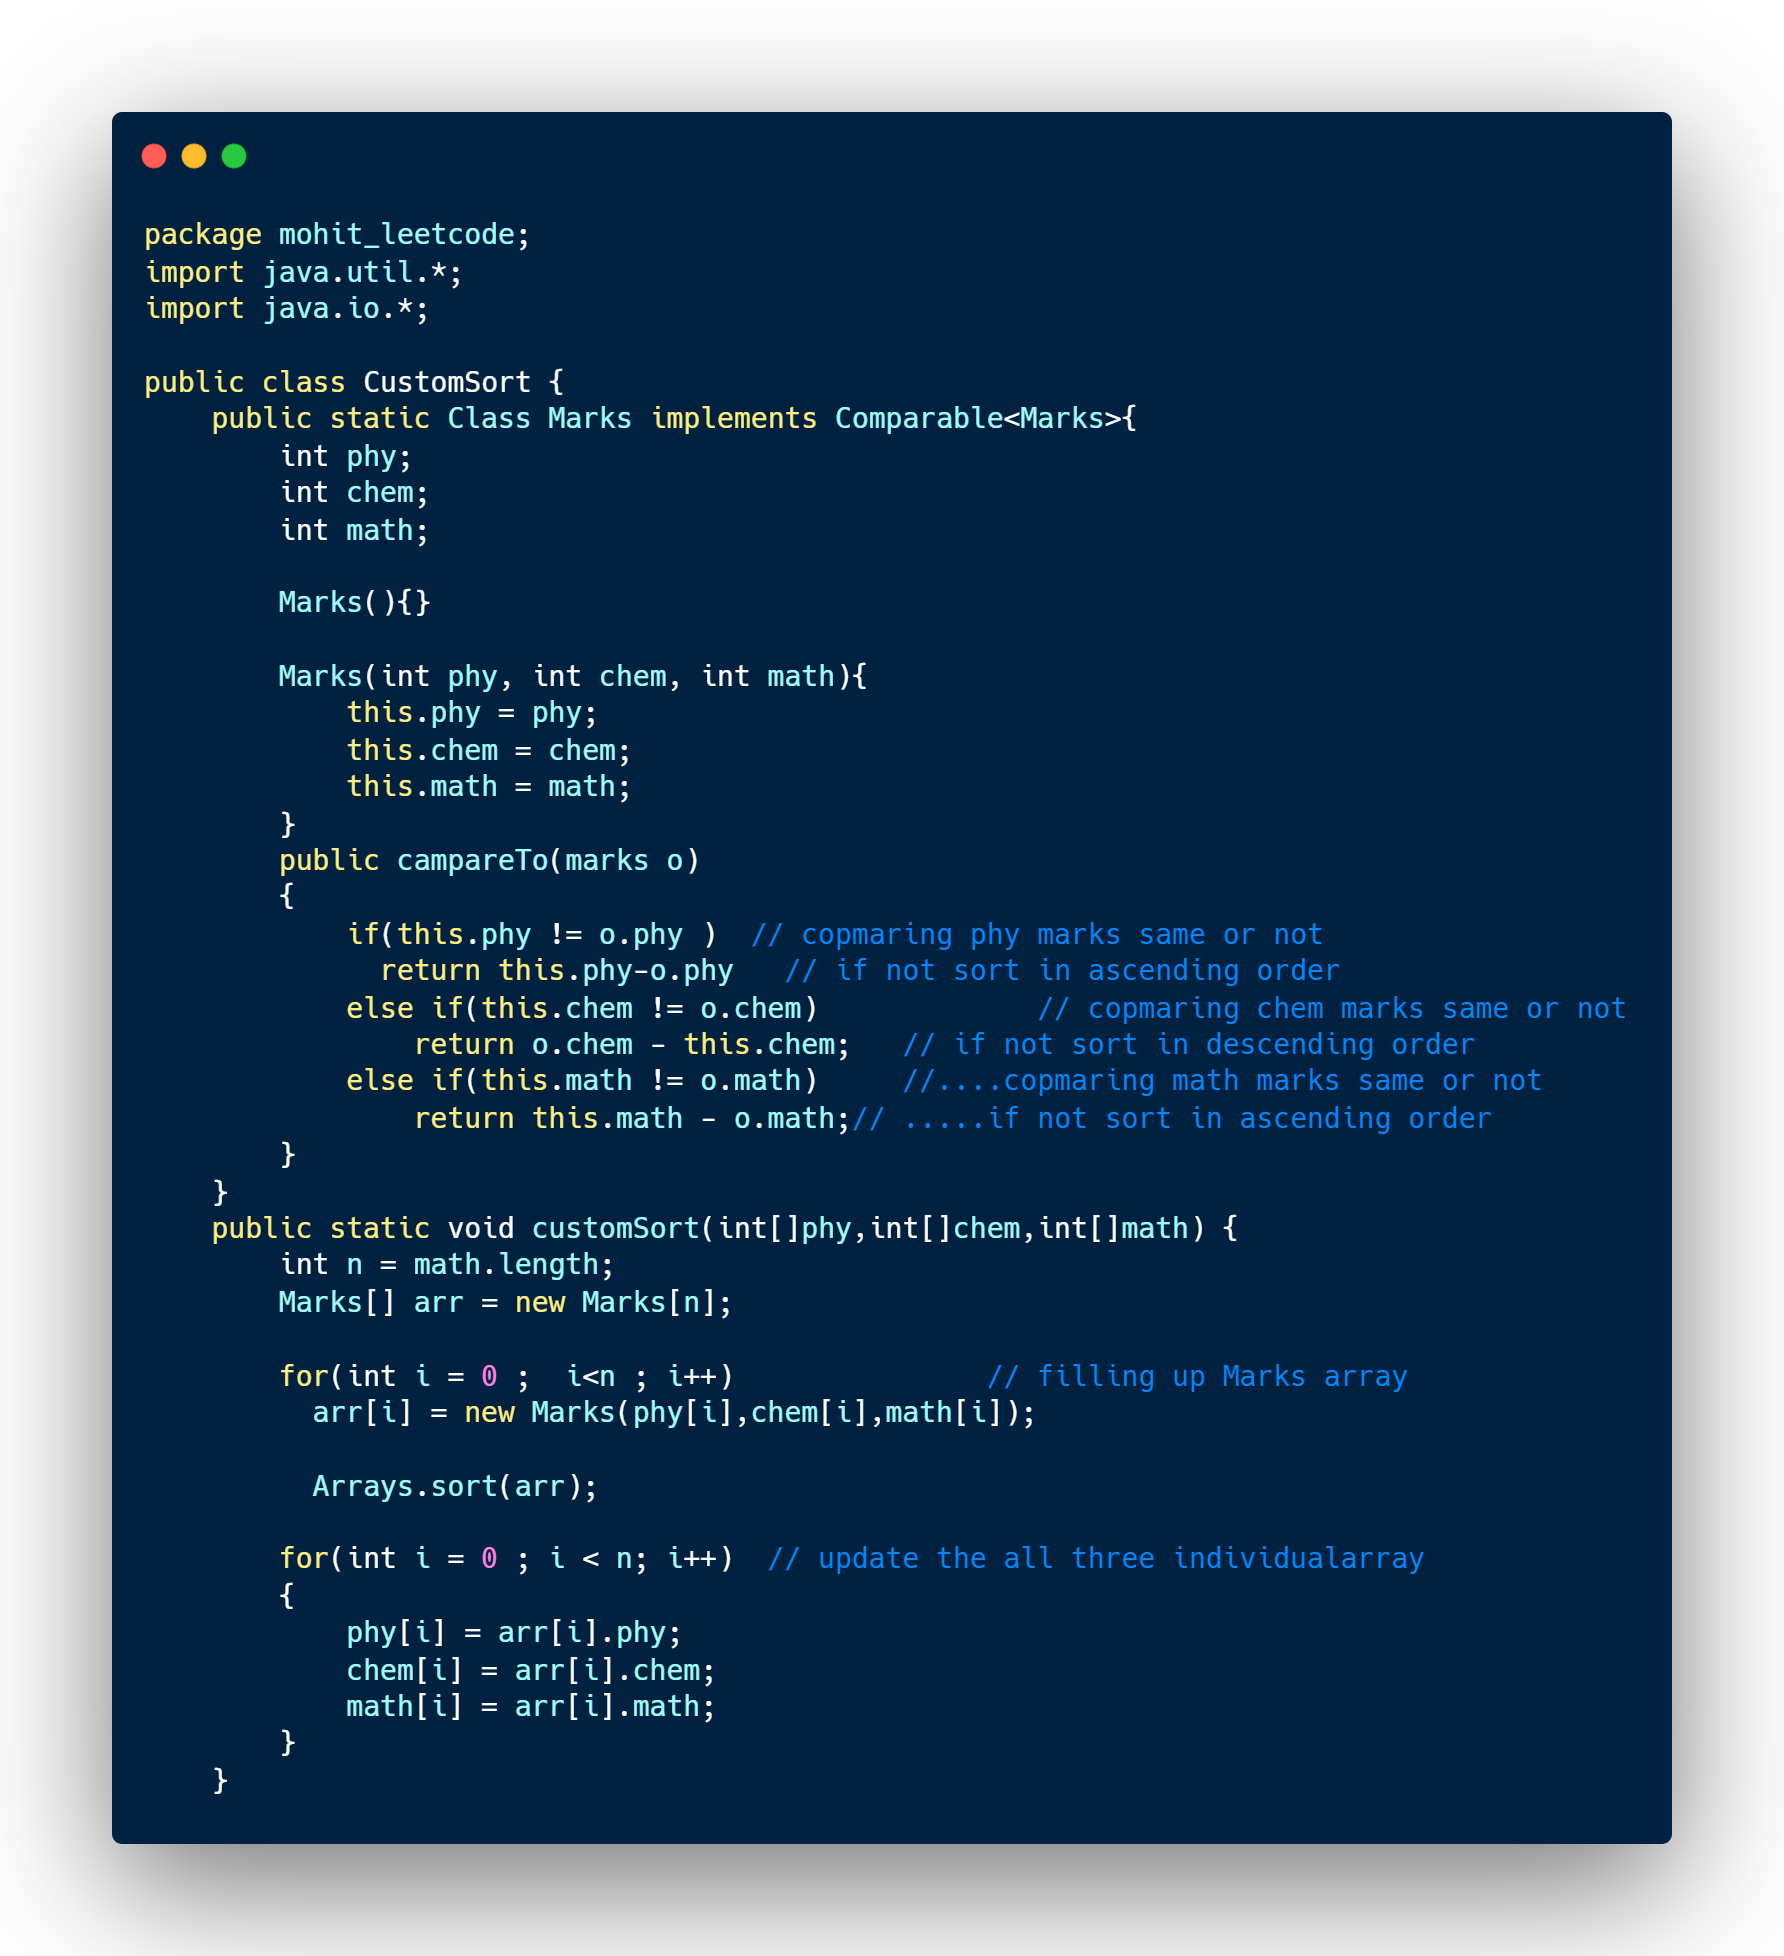 package mohit_leetcode;
import java.util.*;
import java.io.*;

public class CustomSort {
    public static Class Marks implements Comparable<Marks>{
        int phy;
        int chem;
        int math;

        Marks(){}

        Marks(int phy, int chem, int math){
            this.phy = phy;
            this.chem = chem;
            this.math = math;
        }
        public campareTo(marks o)
        {
            if(this.phy != o.phy )  // copmaring phy marks same or not
              return this.phy-o.phy   // if not sort in ascending order
            else if(this.chem != o.chem)             // copmaring chem marks same or not
                return o.chem - this.chem;   // if not sort in descending order
            else if(this.math != o.math)     //....copmaring math marks same or not
                return this.math - o.math;// .....if not sort in ascending order
        }
    }
    public static void customSort(int[]phy,int[]chem,int[]math) {
        int n = math.length;
        Marks[] arr = new Marks[n];

        for(int i = 0 ;  i<n ; i++)               // filling up Marks array
          arr[i] = new Marks(phy[i],chem[i],math[i]);

          Arrays.sort(arr);

        for(int i = 0 ; i < n; i++)  // update the all three individualarray
        {
            phy[i] = arr[i].phy;
            chem[i] = arr[i].chem;
            math[i] = arr[i].math;
        }
    }